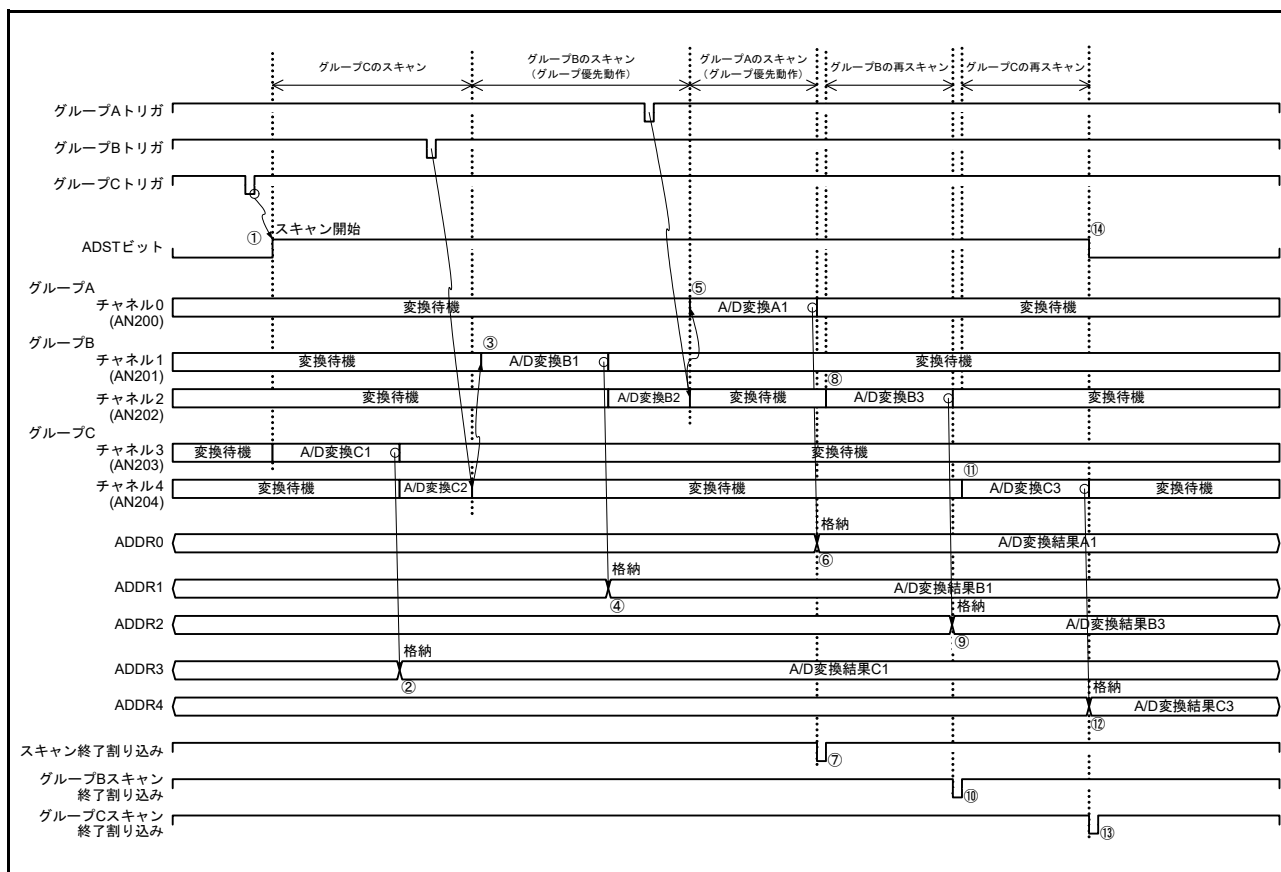 グループCのスキャン
グループBのスキャン
(グループ優先動作)
グループAのスキャン
(グループ優先動作)
グループBの再スキャン
グループCの再スキャン
グループAトリガ
グループBトリガ
グループCトリガ
① スキャン開始 ⑭
ADSTビット
グループA
チャネル0
(AN200)
変換待機 ⑤ A/D変換A1 変換待機
グループB
チャネル1
(AN201)
変換待機 ③ A/D変換B1 変換待機
チャネル2
(AN202)
変換待機 A/D変換B2 変換待機 ⑧ A/D変換B3 変換待機
グループC
チャネル3
(AN203)
変換待機 A/D変換C1 変換待機
チャネル4
(AN204)
変換待機 A/D変換C2 変換待機 ⑪ A/D変換C3 変換待機
ADDR0 格納 ⑥ A/D変換結果A1
ADDR1 格納 ④ A/D変換結果B1
ADDR2 格納 ⑨ A/D変換結果B3
ADDR3 格納 ② A/D変換結果C1
ADDR4 格納 ⑫ A/D変換結果C3
スキャン終了割り込み ⑦
グループBスキャン
終了割り込み ⑩
グループCスキャン
終了割り込み ⑬